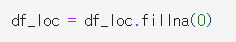 df_loc = df_loc.fillna(0)